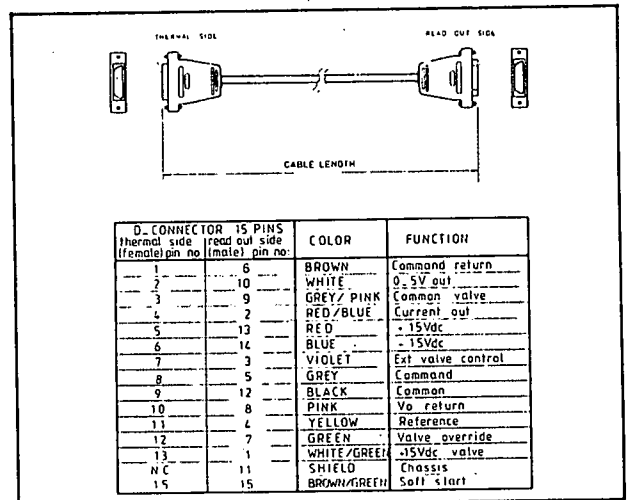 THERMAL SIDE
READ OUT SIDE
CABLE LENGTH
D_CONNECTOR 15 PINS
thermal side (female) pin no | read out side (male) pin no: | COLOR | FUNCTION
1 | 6 | BROWN | Command return
2 | 10 | WHITE | 0_5V out
3 | 9 | GREY/ PINK | Common valve
4 | 2 | RED/BLUE | Current out
5 | 13 | RED | + 15Vdc
6 | 14 | BLUE | - 15Vdc
7 | 3 | VIOLET | Ext valve control
8 | 5 | GREY | Command
9 | 12 | BLACK | Common
10 | 8 | PINK | Vo return
11 | 4 | YELLOW | Reference
12 | 7 | GREEN | Valve override
13 | 1 | WHITE/GREEN | +15Vdc valve
NC | 11 | SHIELD | Chassis
15 | 15 | BROWN/GREEN | Soft start